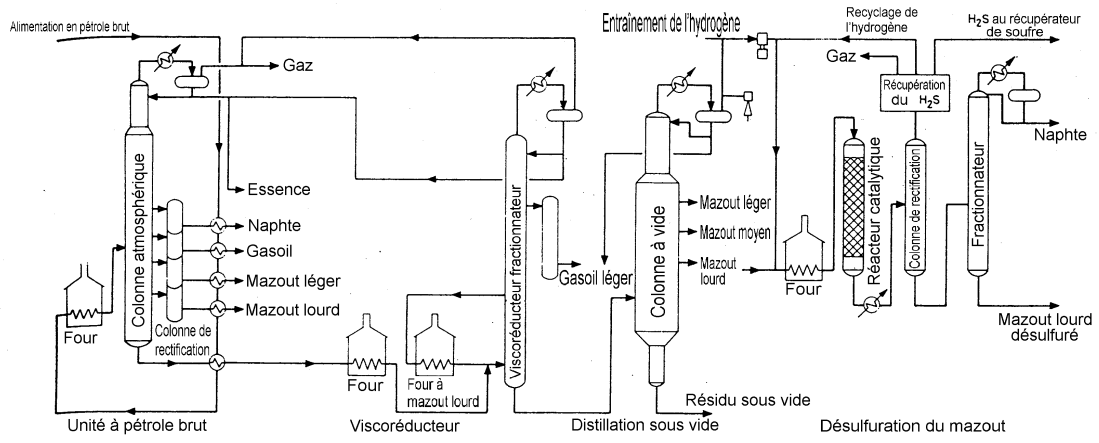 Alimentation en pétrole brut
Gaz
Essence
Naphte
Gasoil
Mazout léger
Mazout lourd
Colonne atmosphérique
Colonne de
rectification
Four
Unité à pétrole brut
Four
Four à
mazout lourd
Viscoréducteur
Viscoréducteur fractionnateur
Gasoil léger
Entraînement de l'hydrogène
Colonne à vide
Mazout léger
Mazout moyen
Mazout
lourd
Résidu sous vide
Distillation sous vide
Four
Recyclage de
l'hydrogène
Gaz
H2S au récupérateur
de soufre
Récupération
du H2S
Réacteur catalytique
Colonne de rectification
Fractionnateur
Naphte
Mazout lourd
désulfuré
Désulfuration du mazout